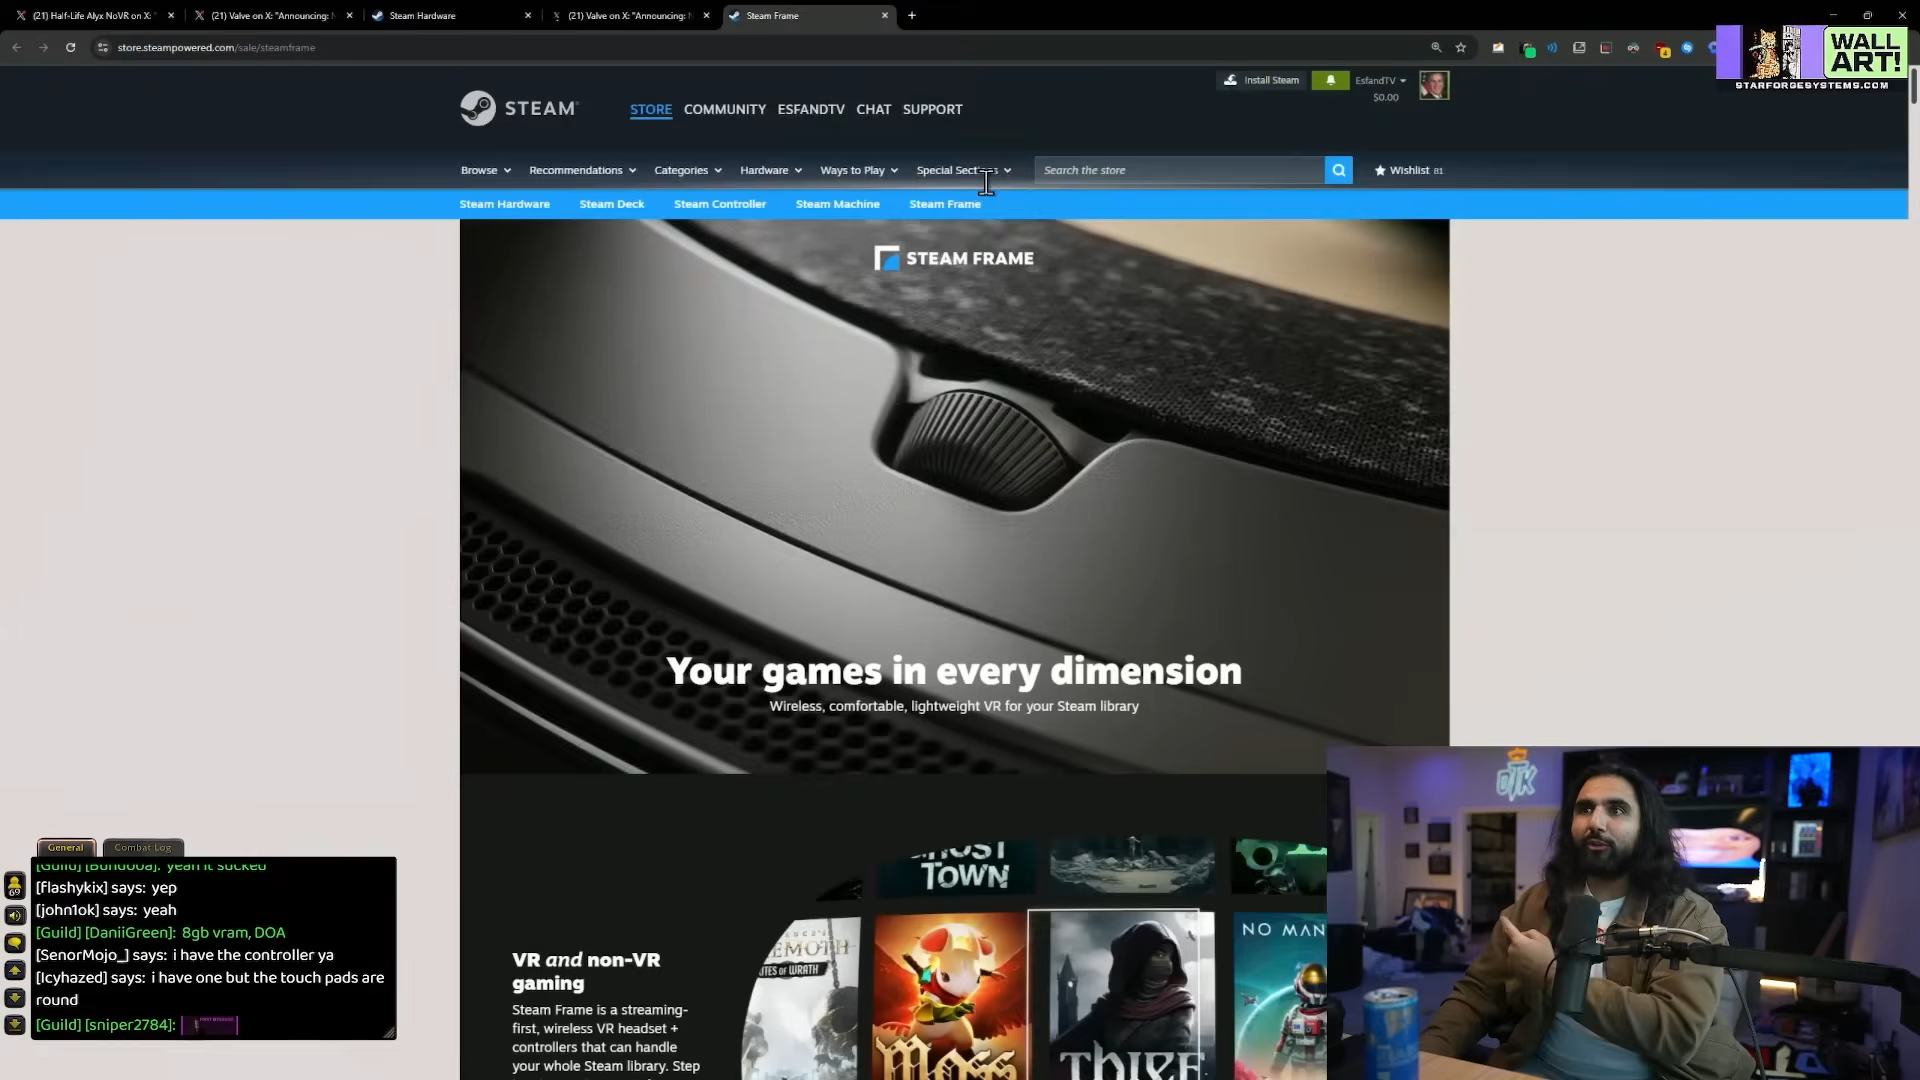 (21) Half-Life Alyx NoVR on X: "
(21) Valve on X: "Announcing: N
Steam Hardware
(21) Valve on X: "Announcing: N
Steam Frame
store.steampowered.com/sale/steamframe
WALL
ART!
STARFORGESYSTEMS.COM
Install Steam
EsfandTV
$0.00
STEAM
STORE
COMMUNITY
ESFANDTV
CHAT
SUPPORT
Browse
Recommendations
Categories
Hardware
Ways to Play
Special
Search the store
Wishlist 81
Steam Hardware
Steam Deck
Steam Controller
Steam Machine
Steam Frame
STEAM FRAME
Your games in every dimension
Wireless, comfortable, lightweight VR for your Steam library
VR and non-VR
gaming
Steam Frame is a streaming-
first, wireless VR headset +
controllers that can handle
your whole Steam library. Step
TOWN
MOSS
THIEF
NO MAN
General
Combat Log
69
yeah it sucked
[flashykix] says: yep
[john1ok] says: yeah
[Guild] [DaniiGreen]: 8gb vram, DOA
[SenorMojo_] says: i have the controller ya
[Icyhazed] says: i have one but the touch pads are
round
[Guild] [sniper2784]:
OTK